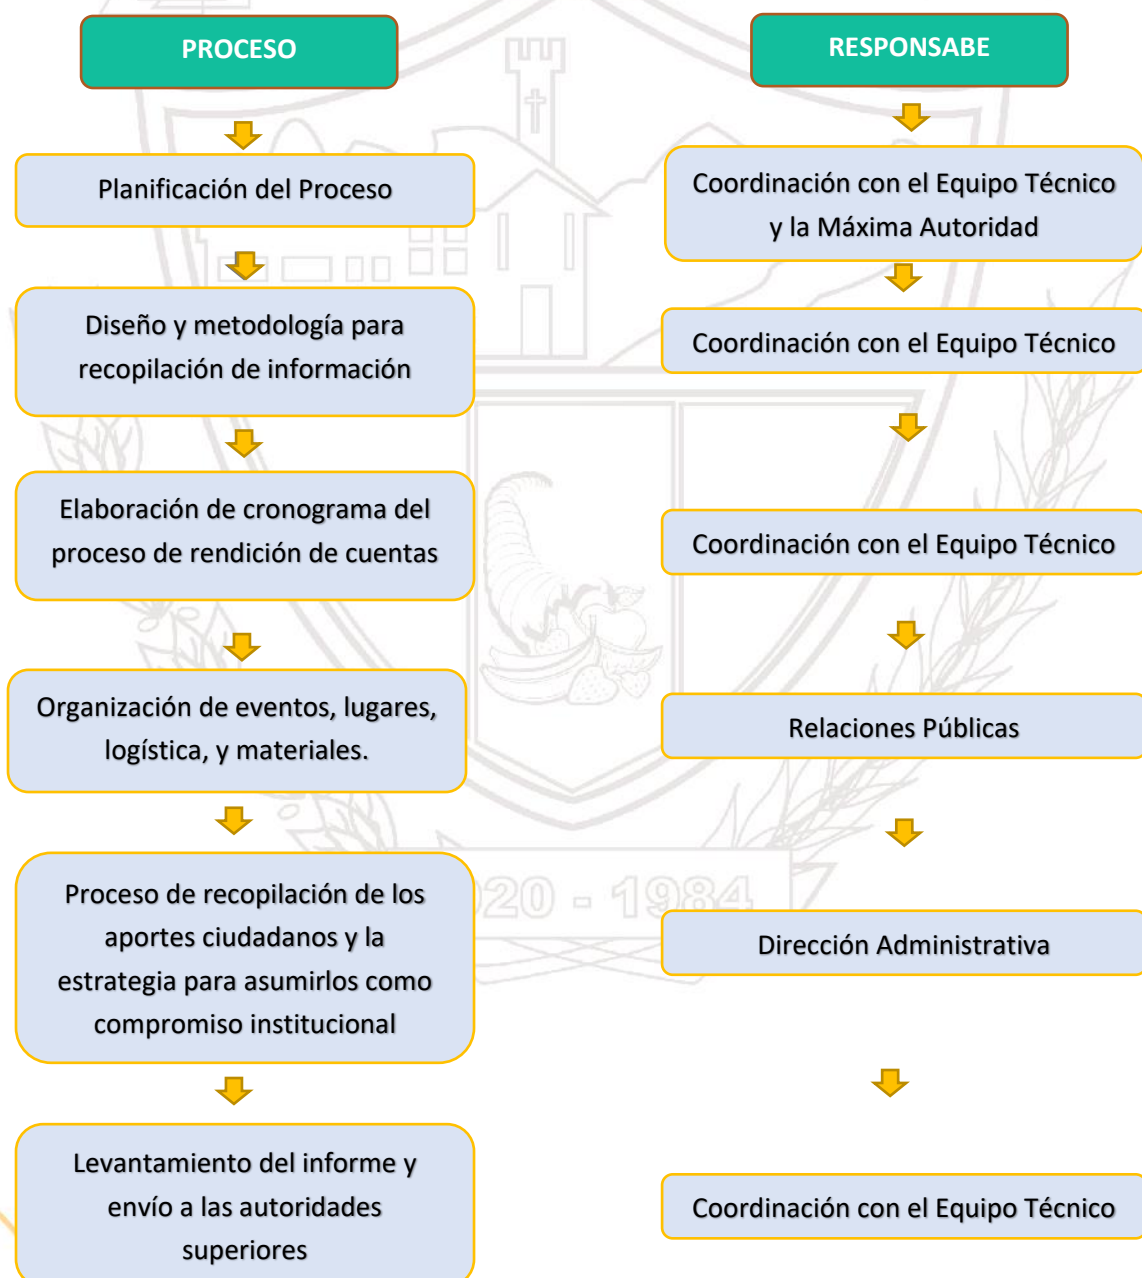 PROCESO
RESPONSABE
Planificación del Proceso
Coordinación con el Equipo Técnico
y la Máxima Autoridad
Diseño y metodología para
recopilación de información
Coordinación con el Equipo Técnico
Elaboración de cronograma del
proceso de rendición de cuentas
Coordinación con el Equipo Técnico
Organización de eventos, lugares,
logística, y materiales.
Relaciones Públicas
Proceso de recopilación de los
aportes ciudadanos y la
estrategia para asumirlos como
compromiso institucional
Dirección Administrativa
- 1984
Levantamiento del informe y
envío a las autoridades
superiores
Coordinación con el Equipo Técnico